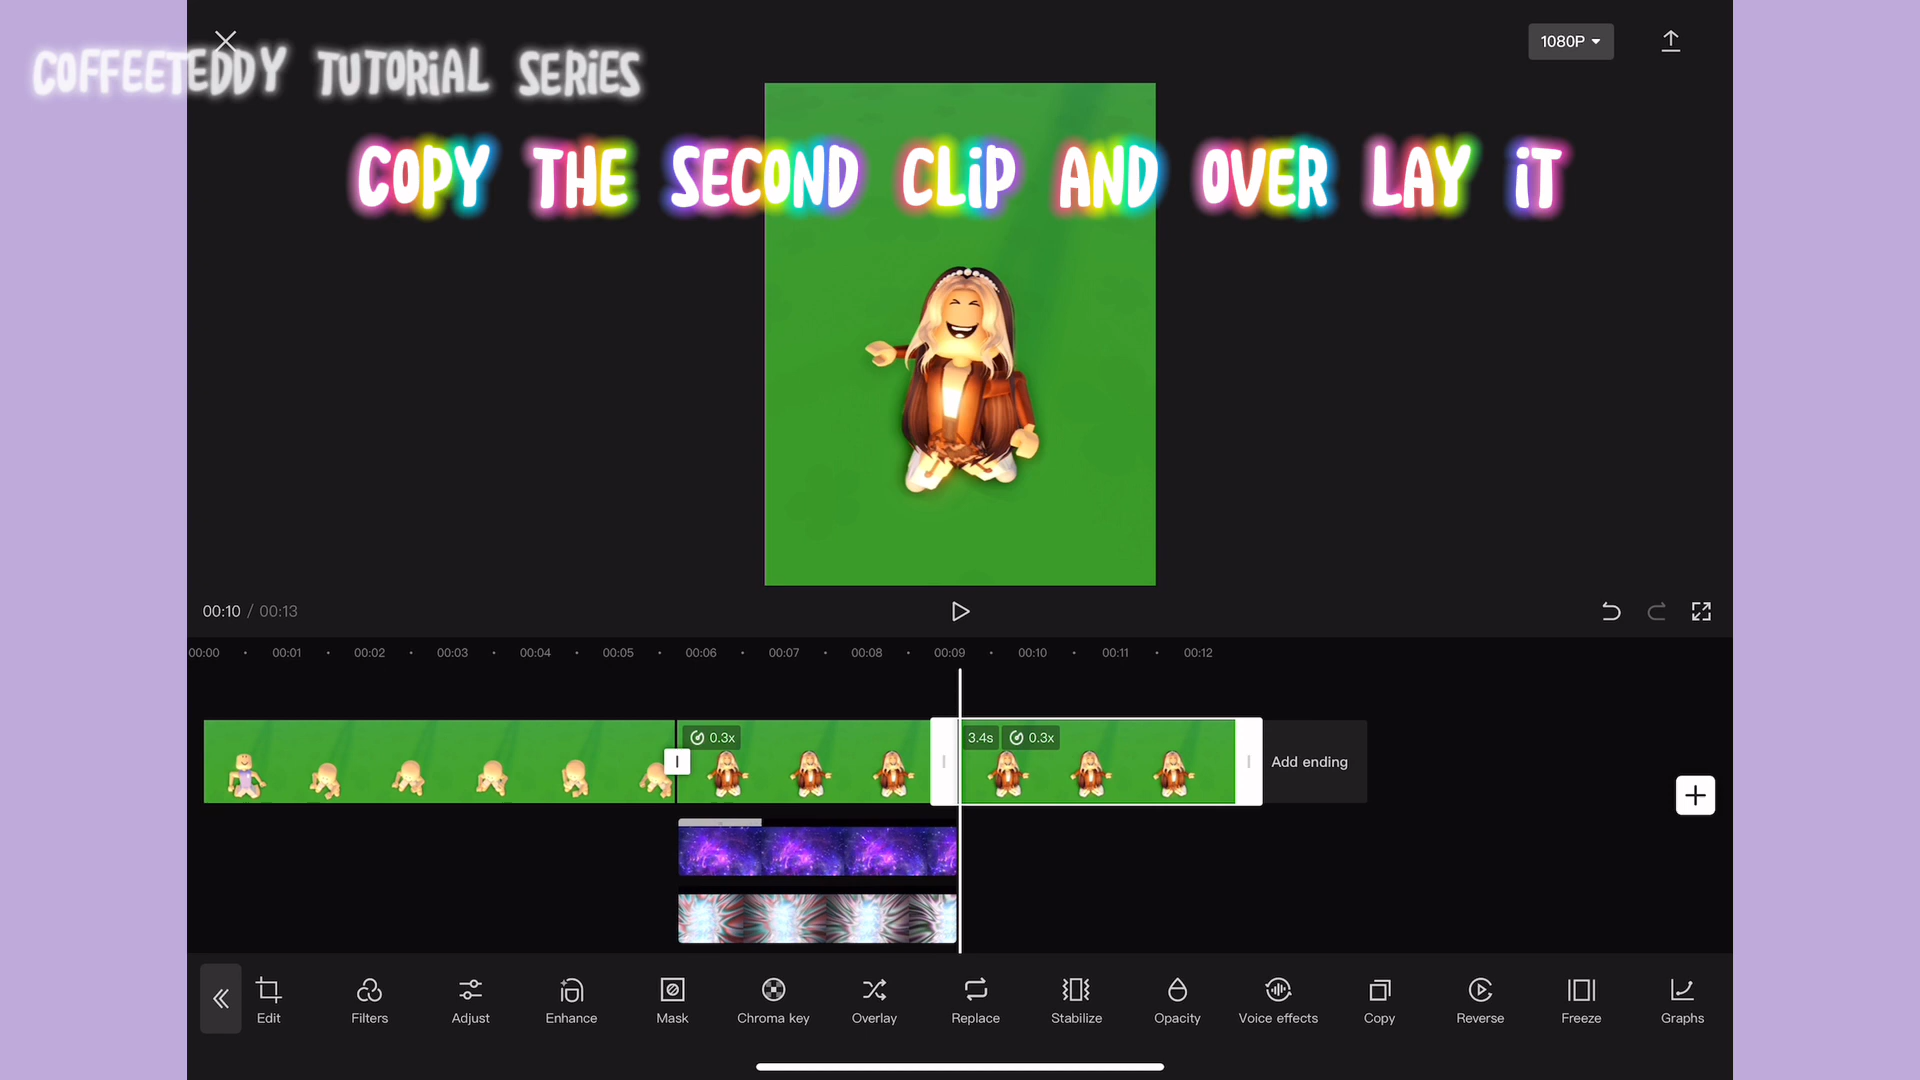 COFFEETEDDY TUTORiAL SERiES
1080P
COPY THE SECOND CLiP AND OVER LAY iT
00:10 / 00:13
00:00 00:01 00:02 00:03 00:04 00:05 00:06 00:07 00:08 00:09 00:10 00:11 00:12
0.3x 3.4s 0.3x
Add ending
Edit Filters Adjust Enhance Mask Chroma key Overlay Replace Stabilize Opacity Voice effects Copy Reverse Freeze Graphs